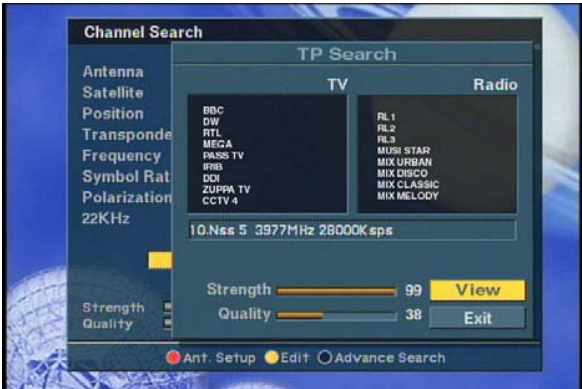 Channel Search
TP Search
Antenna
Satellite
Position
Transponde
Frequency
Symbol Rat
Polarization
22KHz
Strength
Quality
TV
BBC
DW
RTL
MEGA
PASS TV
IRIB
DDI
ZUPPA TV
CCTV 4
Radio
RL1
RL2
RL3
MUSI STAR
MIX URBAN
MIX DISCO
MIX CLASSIC
MIX MELODY
10.Nss 5 3977MHz 28000Ksps
Strength 99 View
Quality 38 Exit
Ant. Setup Edit Advance Search